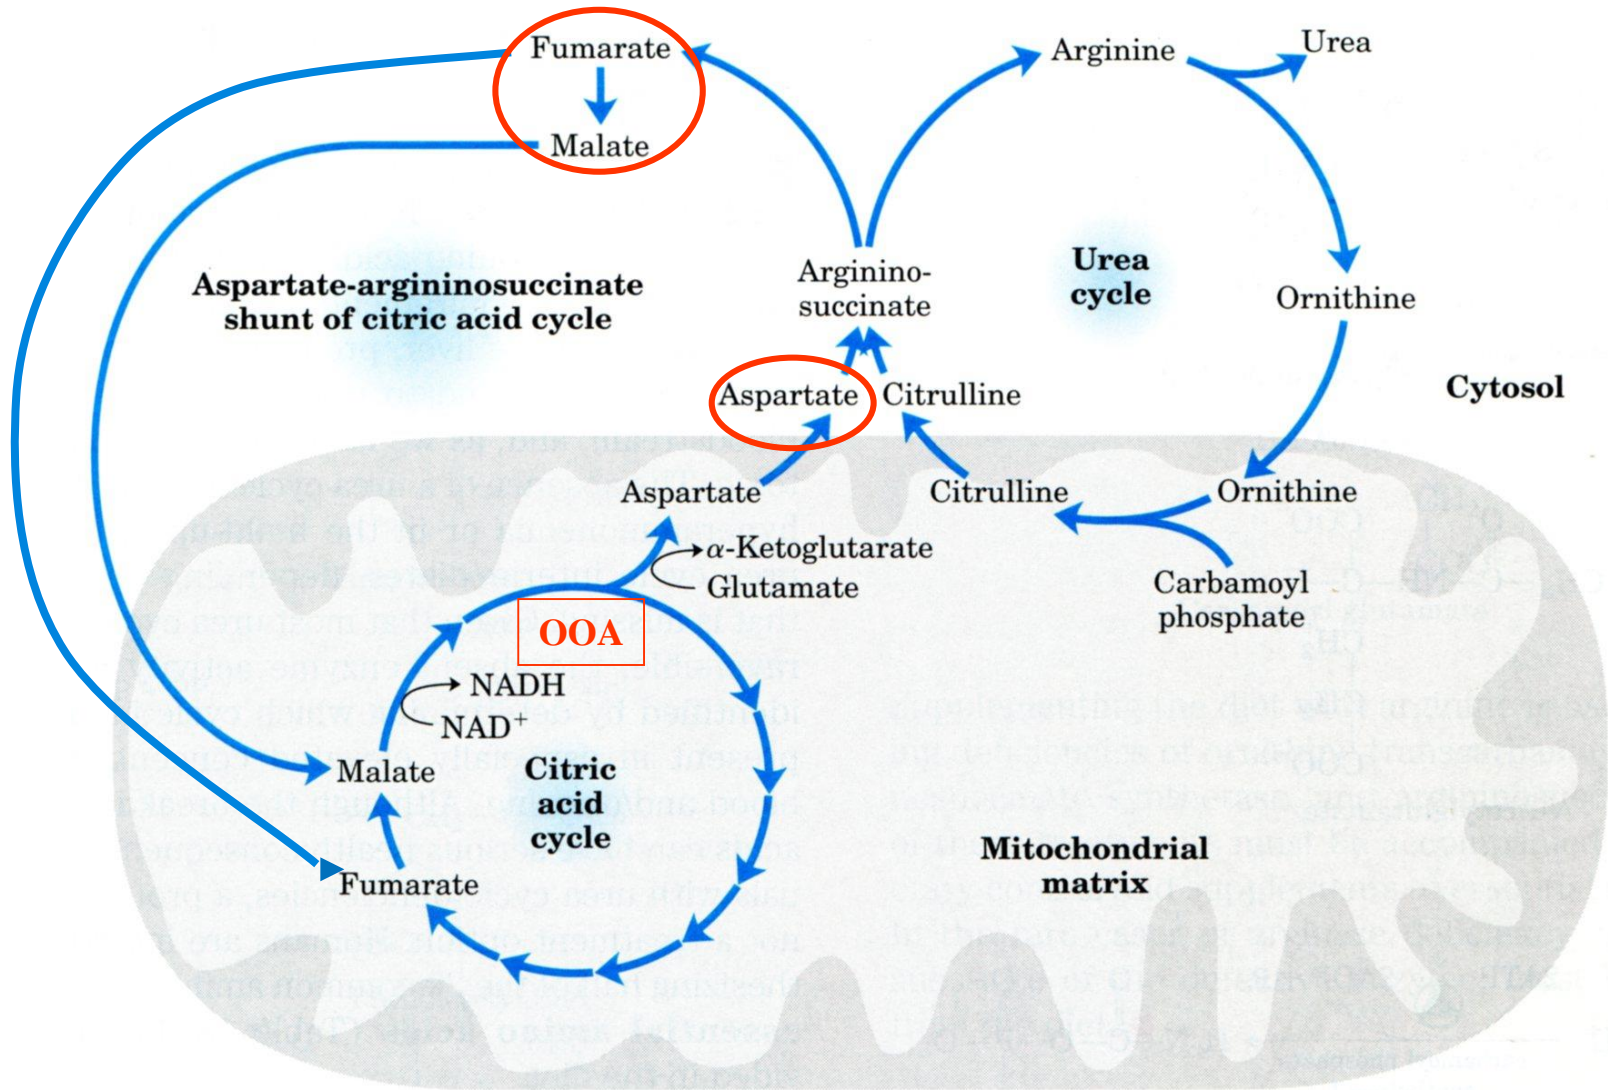 Fumarate
Arginine
Urea
Malate
Aspartate-argininosuccinate
shunt of citric acid cycle
Arginino-
succinate
Urea
cycle
Ornithine
Cytosol
Aspartate
Citrulline
Aspartate
Citrulline
Ornithine
α-Ketoglutarate
Glutamate
Carbamoyl
phosphate
OOA
NADH
NAD+
Malate
Citric
acid
cycle
Fumarate
Mitochondrial
matrix